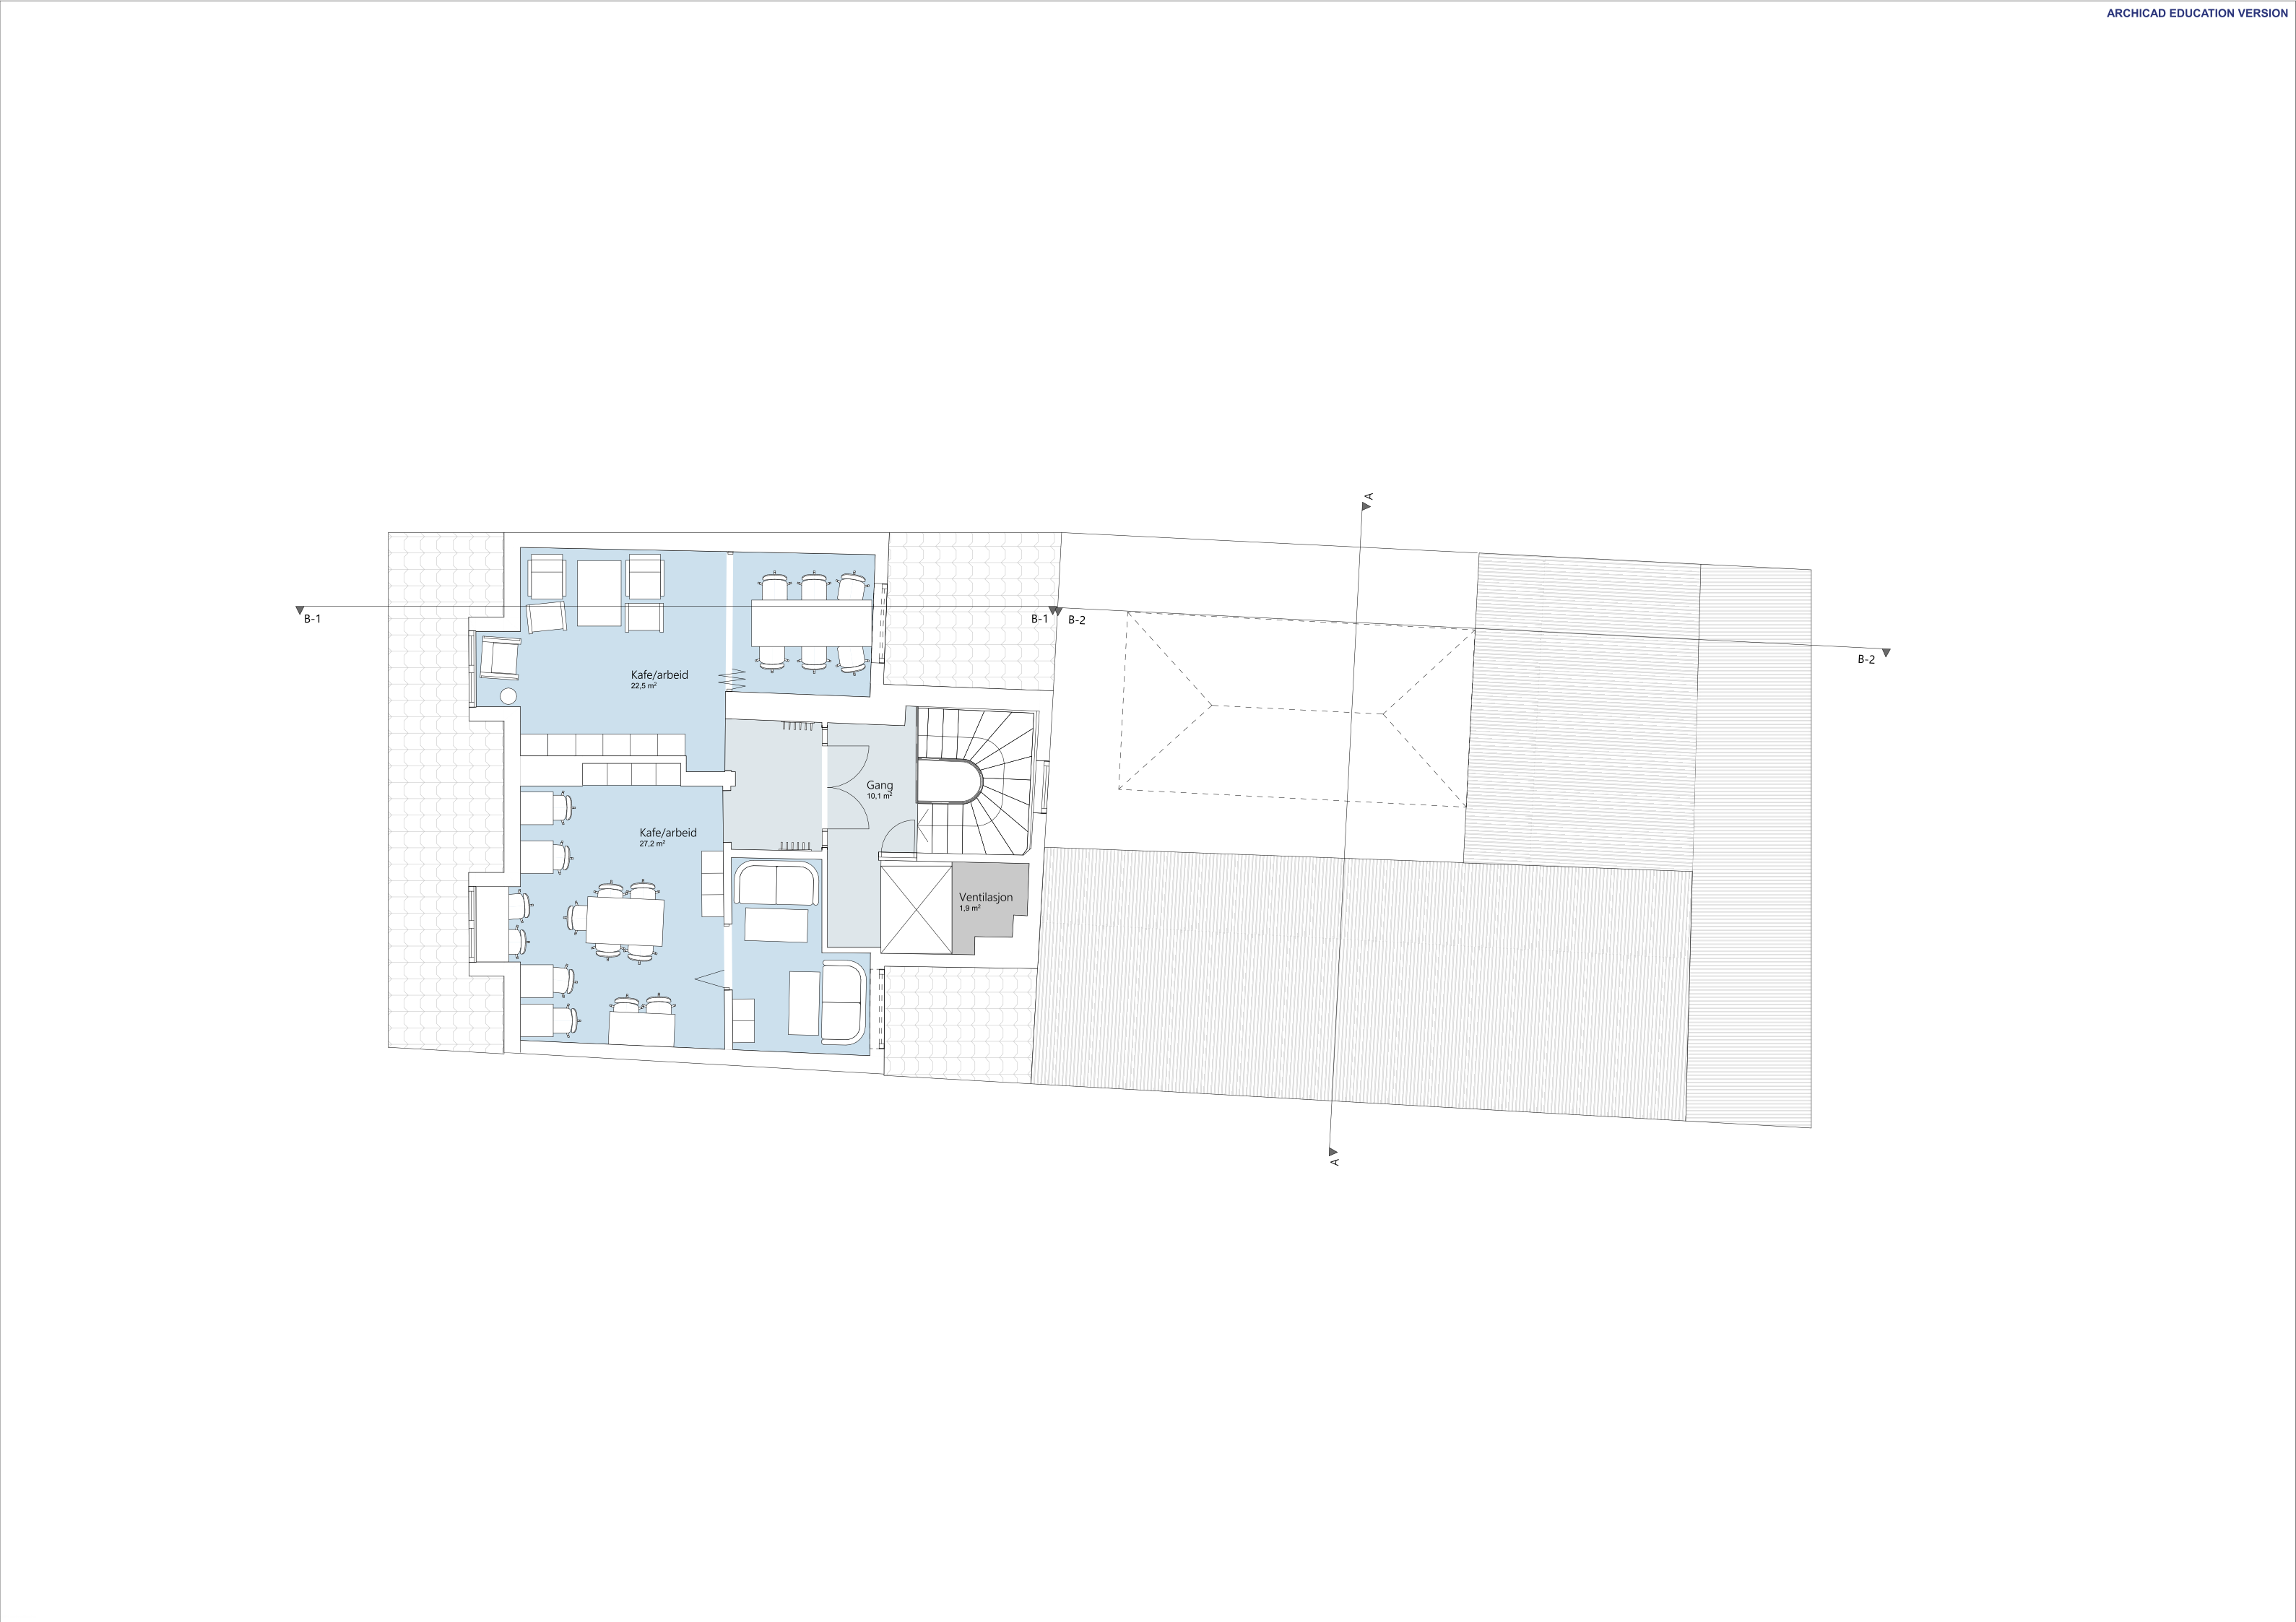 ARCHICAD EDUCATION VERSION
A
B-1
B-1
B-2
B-2
Kafe/arbeid
22,5 m²
Gang
10,1 m²
Kafe/arbeid
27,2 m²
Ventilasjon
1,9 m²
A